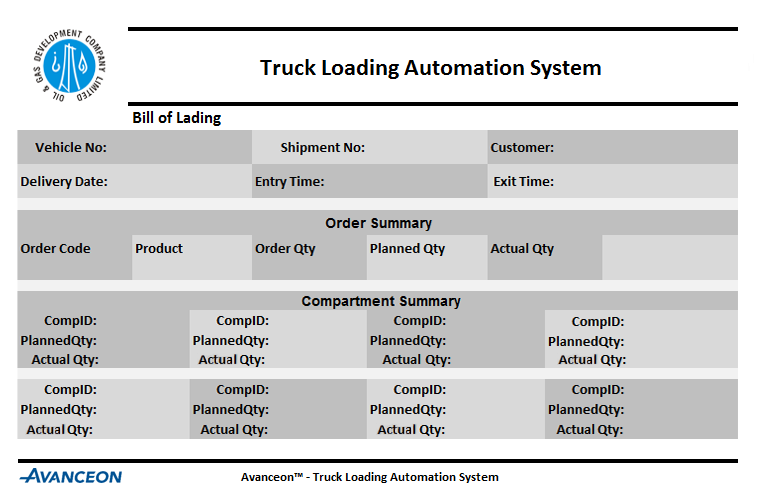 OIL & GAS DEVELOPMENT COMPANY LIMITED
Truck Loading Automation System
Bill of Lading
Vehicle No: Shipment No: Customer:
Delivery Date: Entry Time: Exit Time:
Order Summary
Order Code Product Order Qty Planned Qty Actual Qty
Compartment Summary
CompID: CompID: CompID: CompID:
PlannedQty: PlannedQty: PlannedQty: PlannedQty:
Actual Qty: Actual Qty: Actual Qty: Actual Qty:
CompID: CompID: CompID: CompID:
PlannedQty: PlannedQty: PlannedQty: PlannedQty:
Actual Qty: Actual Qty: Actual Qty: Actual Qty:
AVANCEON Avanceon™ - Truck Loading Automation System